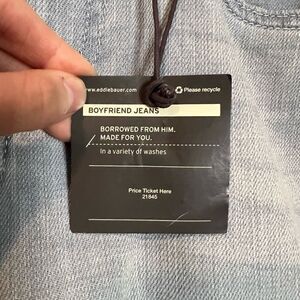 www.eddiebauer.com Please recycle
BOYFRIEND JEANS
BORROWED FROM HIM.
MADE FOR YOU.
In a variety of washes
Price Ticket Here
21845